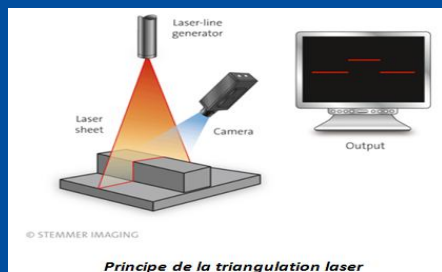 Laser-line
generator
Laser
sheet
Camera
Output
© STEMMER IMAGING
Principe de la triangulation laser